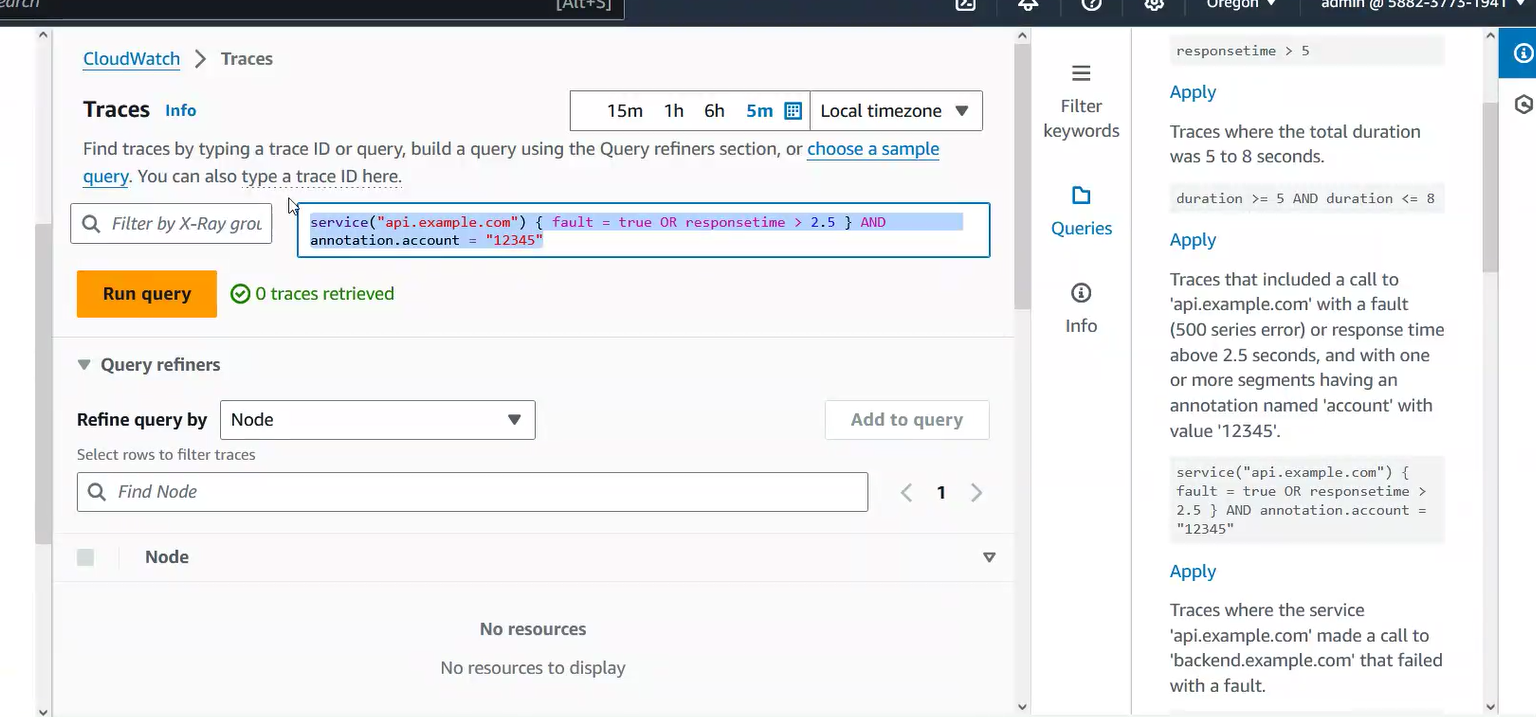 [Alt+S]
Oregon
admin @ 5882-3773-1941
CloudWatch
Traces
Traces Info
15m 1h 6h 5m Local timezone
Find traces by typing a trace ID or query, build a query using the Query refiners section, or choose a sample
query. You can also type a trace ID here.
Filter by X-Ray grou
service("api.example.com") { fault = true OR responsetime > 2.5 } AND
annotation.account = "12345"
Run query
0 traces retrieved
Query refiners
Refine query by
Node
Add to query
Select rows to filter traces
Find Node
1
Node
No resources
No resources to display
Filter
keywords
Queries
Info
responsetime > 5
Apply
Traces where the total duration
was 5 to 8 seconds.
duration >= 5 AND duration <= 8
Apply
Traces that included a call to
'api.example.com' with a fault
(500 series error) or response time
above 2.5 seconds, and with one
or more segments having an
annotation named 'account' with
value '12345'.
service("api.example.com") {
fault = true OR responsetime >
2.5 } AND annotation.account =
"12345"
Apply
Traces where the service
'api.example.com' made a call to
'backend.example.com' that failed
with a fault.